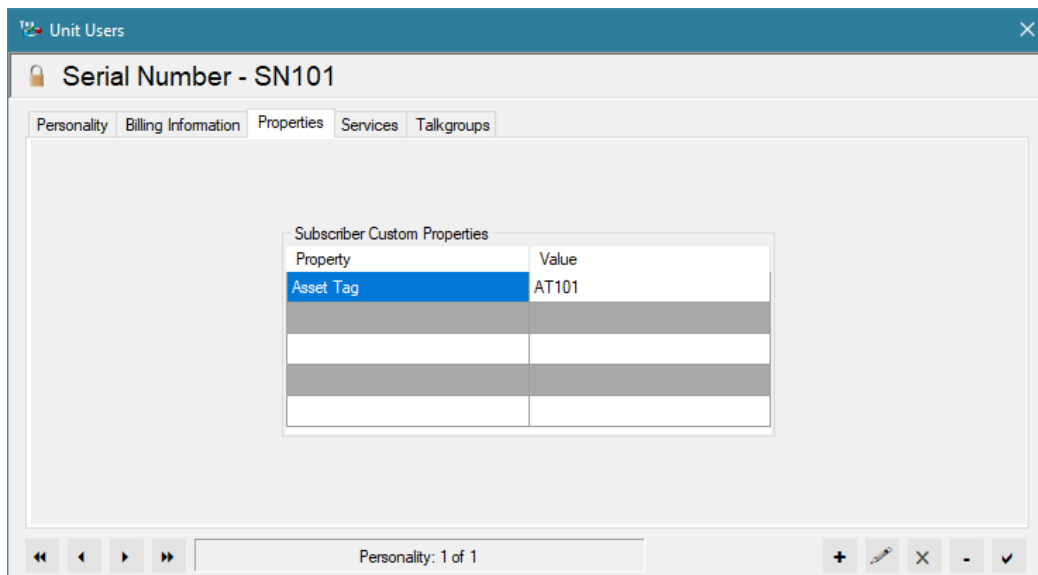 Unit Users
Serial Number - SN101
Personality Billing Information Properties Services Talkgroups
Subscriber Custom Properties
Property Value
Asset Tag AT101
Personality: 1 of 1